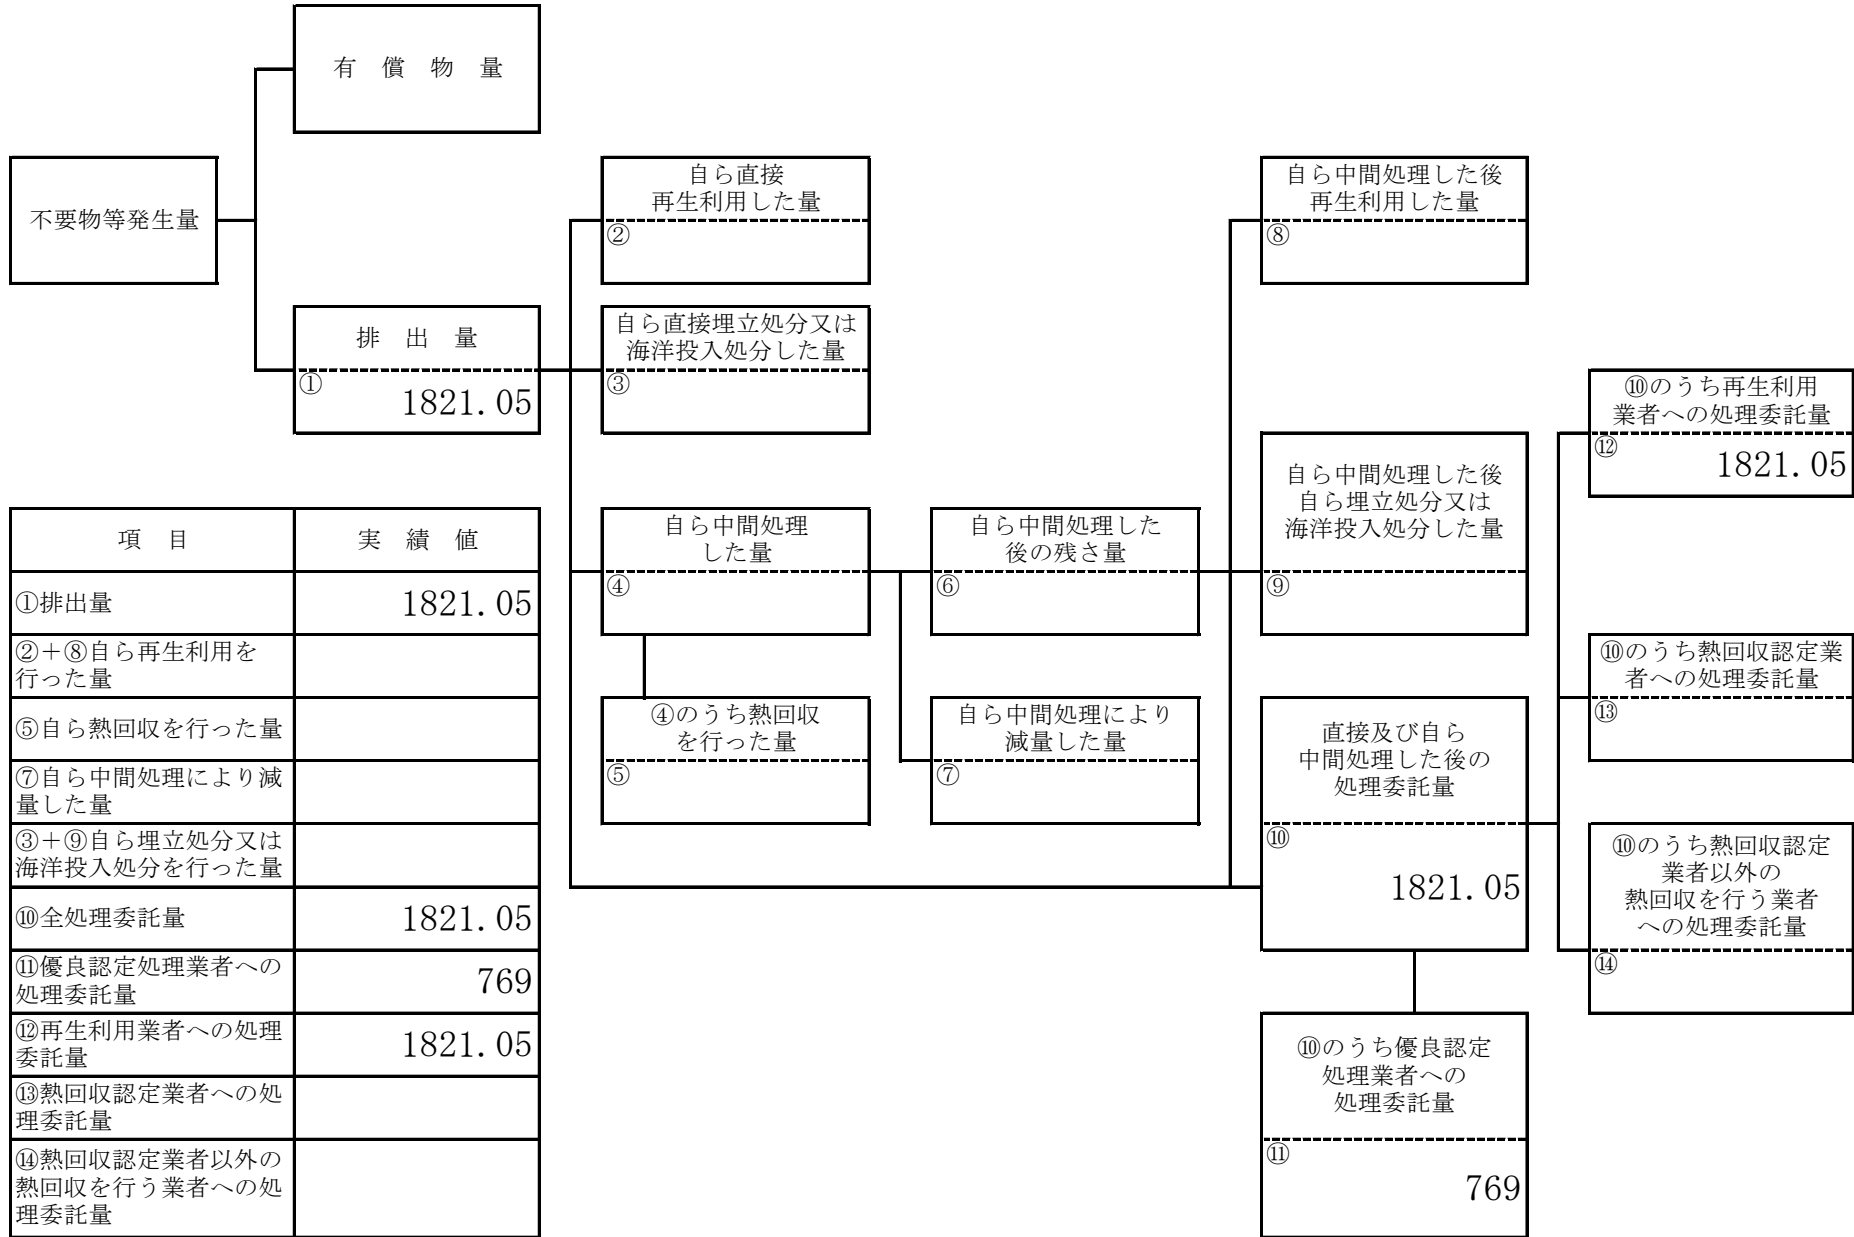 有 償 物 量
不要物等発生量
排 出 量
①
1821.05
自ら直接
再生利用した量
②
自ら直接埋立処分又は
海洋投入処分した量
③
自ら中間処理
した量
④
④のうち熱回収
を行った量
⑤
自ら中間処理した
後の残さ量
⑥
自ら中間処理により
減量した量
⑦
自ら中間処理した後
再生利用した量
⑧
自ら中間処理した後
自ら埋立処分又は
海洋投入処分した量
⑨
直接及び自ら
中間処理した後の
処理委託量
⑩
1821.05
⑩のうち優良認定
処理業者への
処理委託量
⑪
769
⑩のうち再生利用
業者への処理委託量
⑫
1821.05
⑩のうち熱回収認定業
者への処理委託量
⑬
⑩のうち熱回収認定
業者以外の
熱回収を行う業者
への処理委託量
⑭
項 目 実 績 値
①排出量 1821.05
②+⑧自ら再生利用を
行った量
⑤自ら熱回収を行った量
⑦自ら中間処理により減
量した量
③+⑨自ら埋立処分又は
海洋投入処分を行った量
⑩全処理委託量 1821.05
⑪優良認定処理業者への
処理委託量 769
⑫再生利用業者への処理
委託量 1821.05
⑬熱回収認定業者への処
理委託量
⑭熱回収認定業者以外の
熱回収を行う業者への処
理委託量